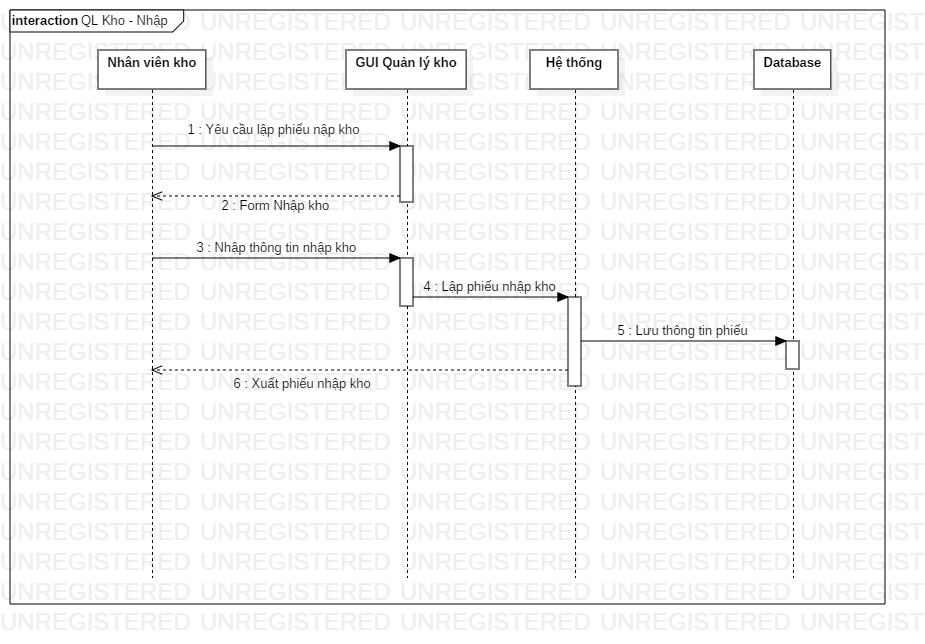 interaction QL Kho - Nhập
Nhân viên kho
GUI Quản lý kho
Hệ thống
Database
1 : Yêu cầu lập phiếu nập kho
2 : Form Nhập kho
3 : Nhập thông tin nhập kho
4 : Lập phiếu nhập kho
5 : Lưu thông tin phiếu
6 : Xuất phiếu nhập kho
UNREGISTERED